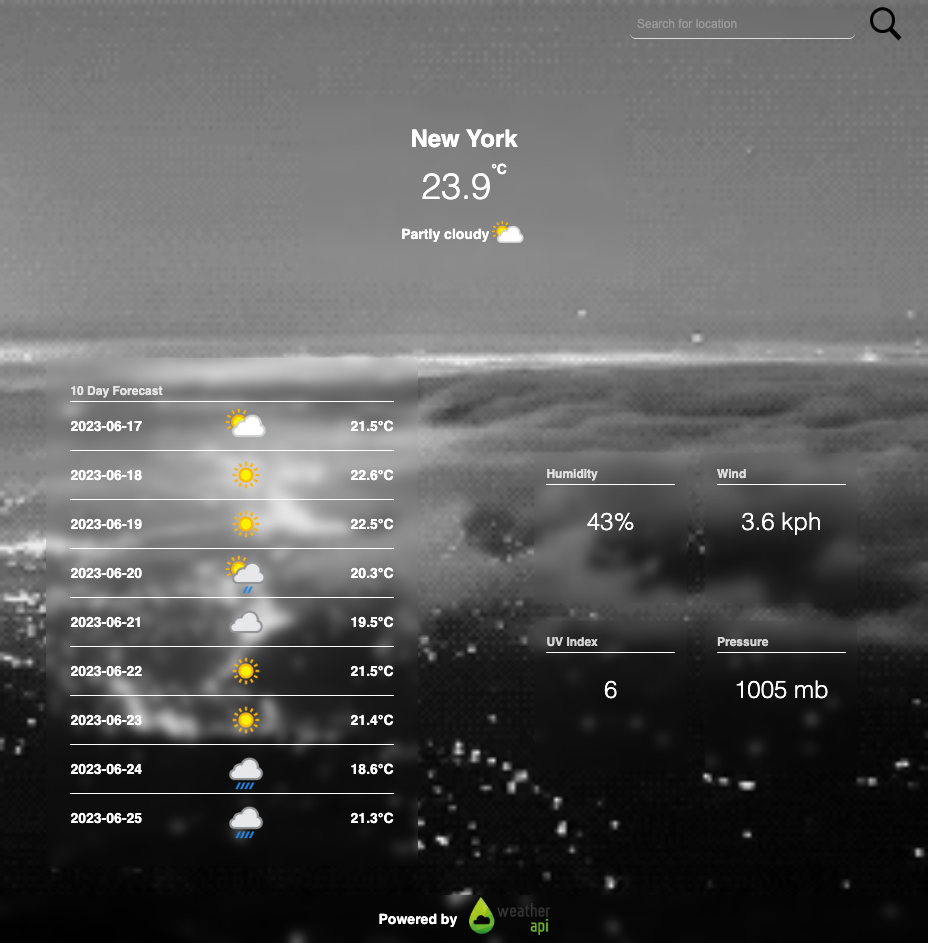 Search for location
New York
23.9°C
Partly cloudy
10 Day Forecast
2023-06-17 21.5°C
2023-06-18 22.6°C
2023-06-19 22.5°C
2023-06-20 20.3°C
2023-06-21 19.5°C
2023-06-22 21.5°C
2023-06-23 21.4°C
2023-06-24 18.6°C
2023-06-25 21.3°C
Humidity
43%
Wind
3.6 kph
UV Index
6
Pressure
1005 mb
Powered by
weather
api